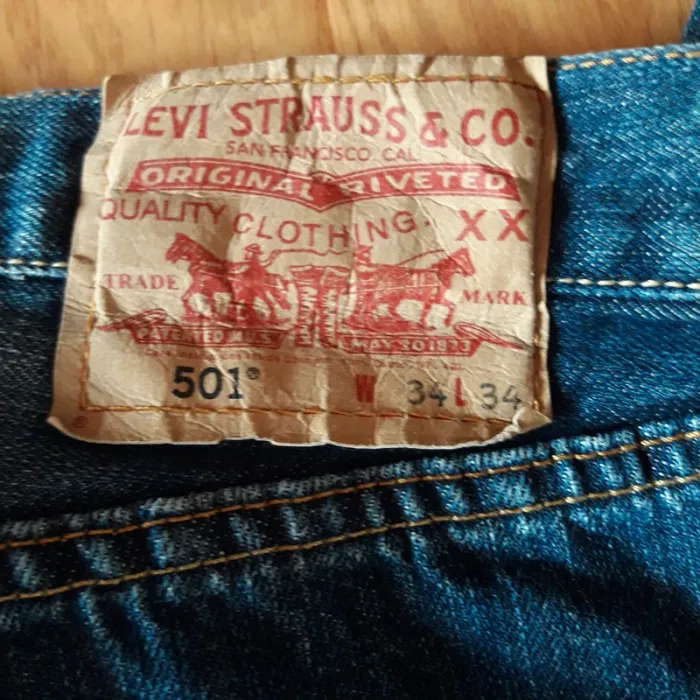 LEVI STRAUSS & CO.
SAN FRANCISCO, CAL
ORIGINAL RIVETED
QUALITY CLOTHING. XX
TRADE MARK
PATENTED MAY 20 1873
501® W 34 L 34
®